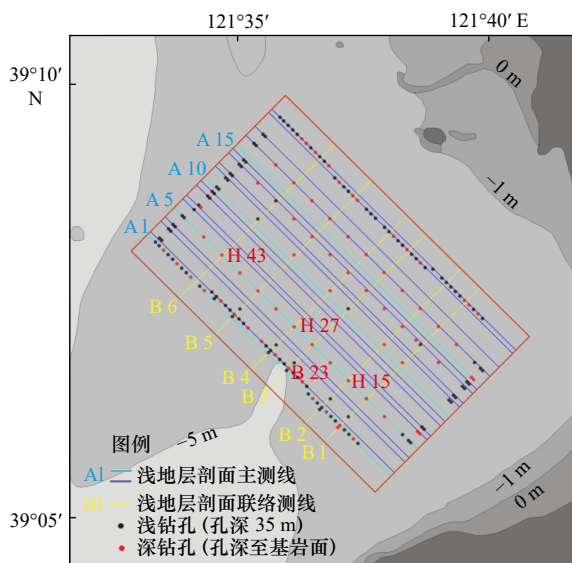 121°35′
121°40′ E
39°10′
N
0 m
−1 m
A 15
A 10
A 5
A 1
H 43
B 6
H 27
B 5
B 4
B 23
H 15
B 3
B 2
B 1
图例
−5 m
A1 浅地层剖面主测线
B1 浅地层剖面联络测线
浅钻孔 (孔深 35 m)
深钻孔 (孔深至基岩面)
−1 m
0 m
39°05′